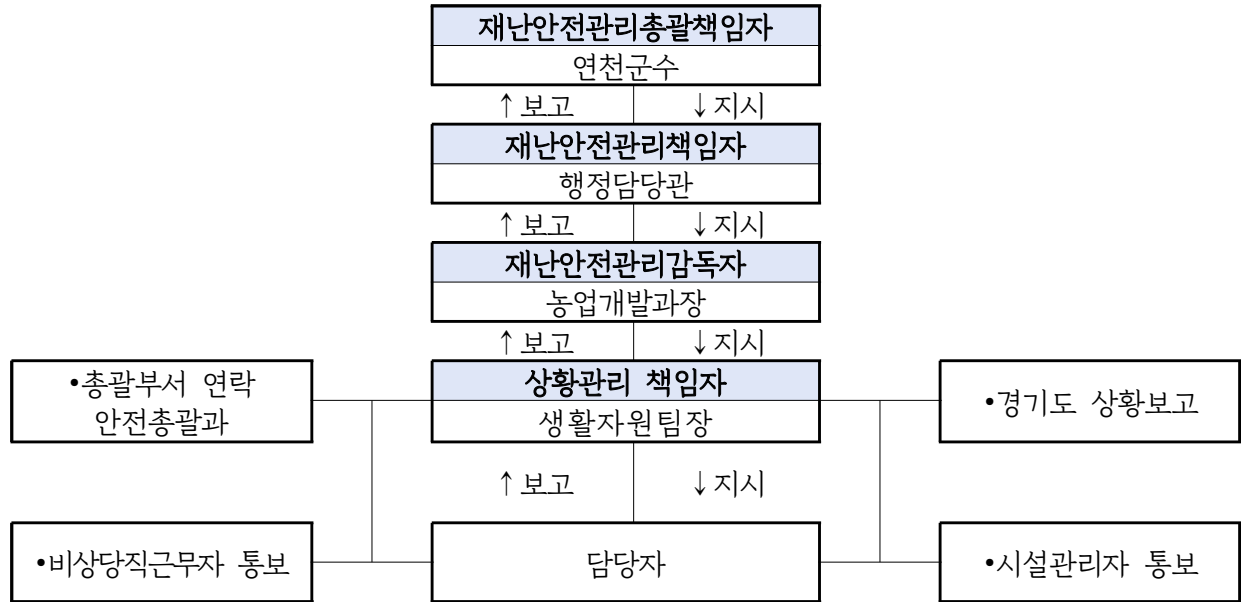 재난안전관리총괄책임자
연천군수
↑보고 ↓지시
재난안전관리책임자
행정담당관
↑보고 ↓지시
재난안전관리감독자
농업개발과장
↑보고 ↓지시
•총괄부서 연락
안전총괄과
상황관리 책임자
생활자원팀장
•경기도 상황보고
↑보고 ↓지시
•비상당직근무자 통보
담당자
•시설관리자 통보